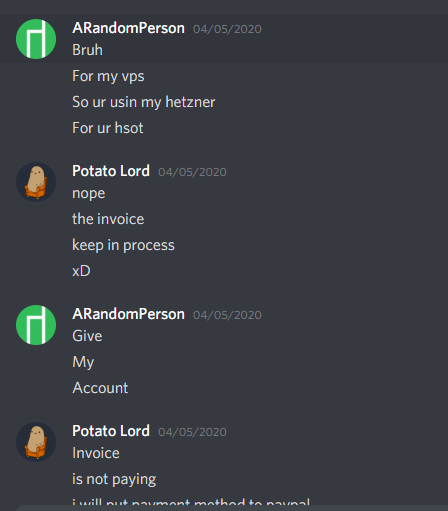 ARandomPerson 04/05/2020
Bruh
For my vps
So ur usin my hetzner
For ur hsot
Potato Lord 04/05/2020
nope
the invoice
keep in process
xD
ARandomPerson 04/05/2020
Give
My
Account
Potato Lord 04/05/2020
Invoice
is not paying
i will put payment method to paypal